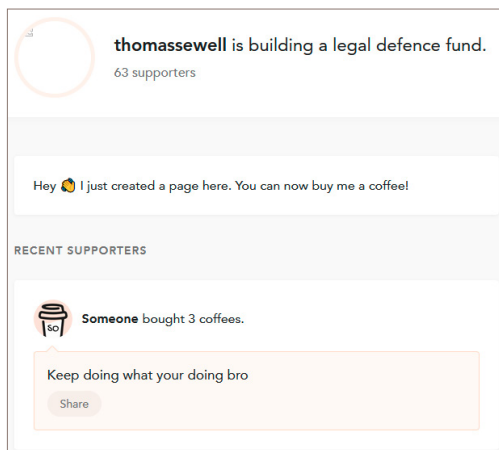 thomassewell is building a legal defence fund.
63 supporters
Hey 👋 I just created a page here. You can now buy me a coffee!
RECENT SUPPORTERS
SO
Someone bought 3 coffees.
Keep doing what your doing bro
Share